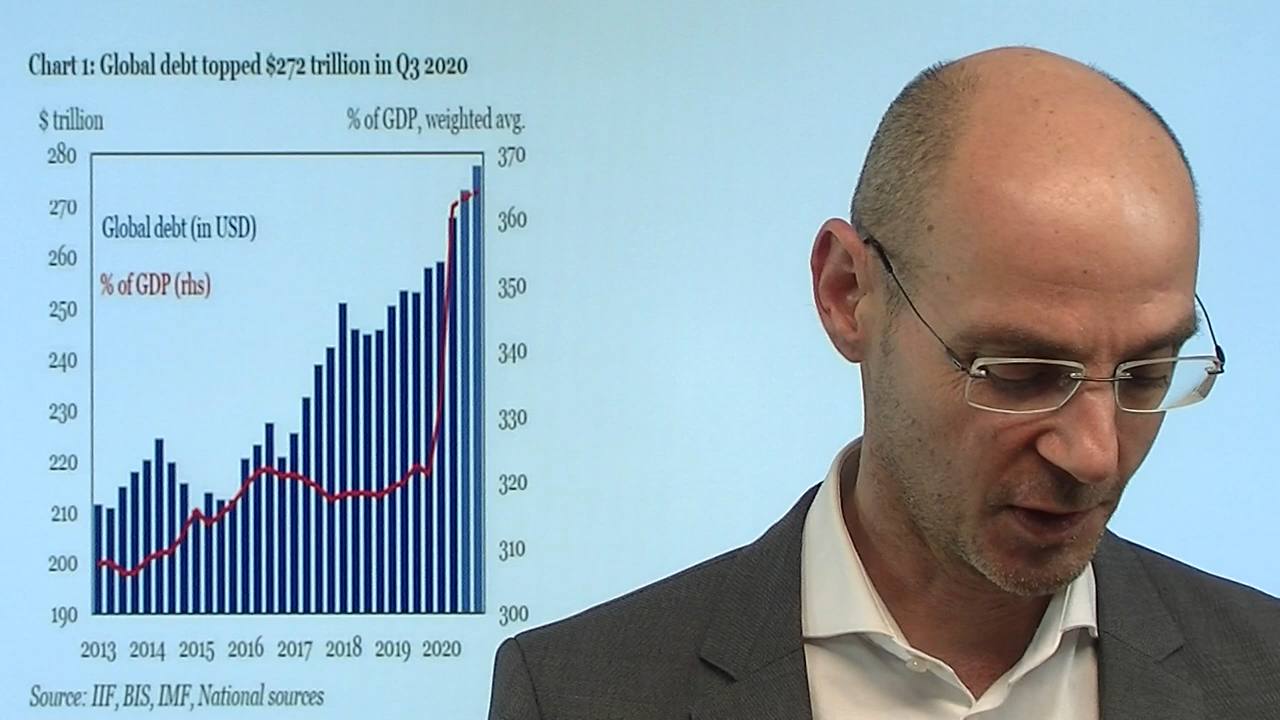 Chart 1: Global debt topped $272 trillion in Q3 2020
$ trillion % of GDP, weighted avg.
280 370
270 360
260 350
250 340
240 330
230 320
220 310
210 300
200
190
Global debt (in USD)
% of GDP (rhs)
2013 2014 2015 2016 2017 2018 2019 2020
Source: IIF, BIS, IMF, National sources